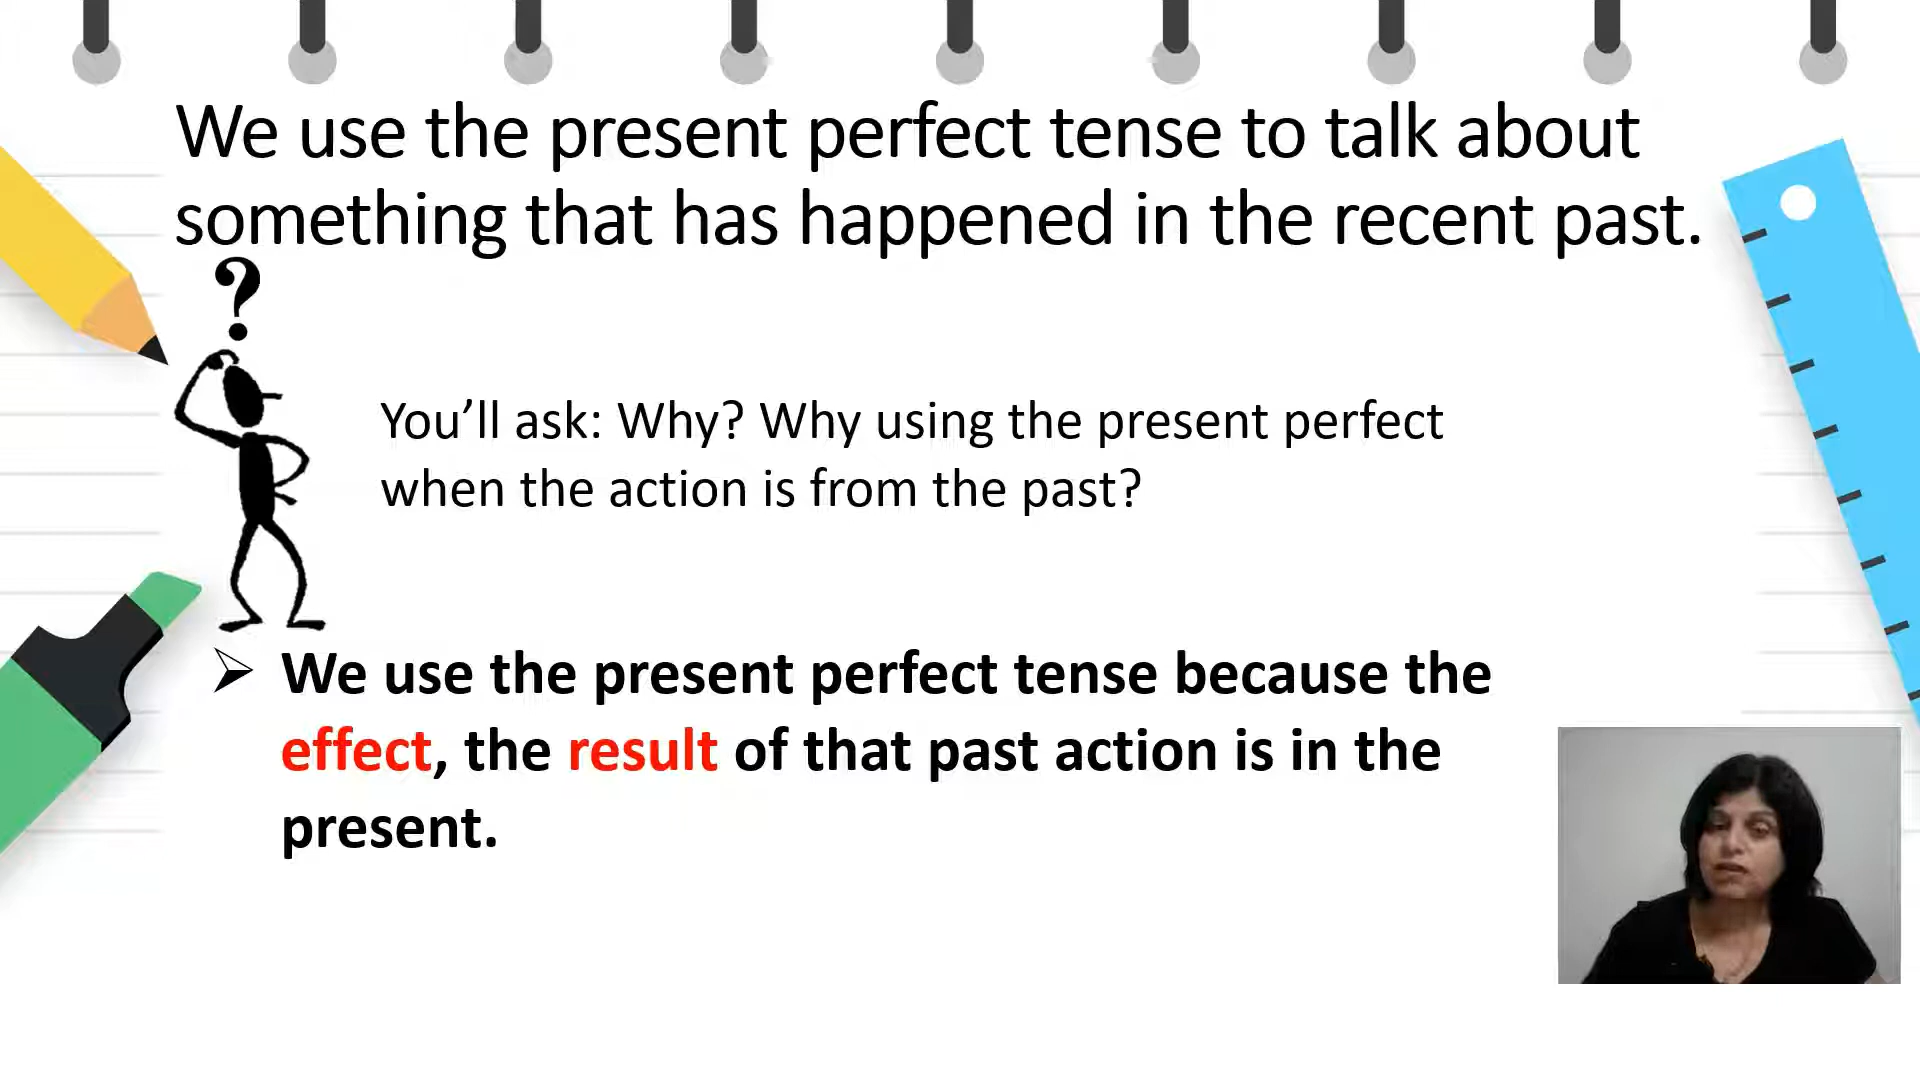 We use the present perfect tense to talk about
something that has happened in the recent past.
?
You’ll ask: Why? Why using the present perfect
when the action is from the past?
➢ We use the present perfect tense because the
effect, the result of that past action is in the
present.